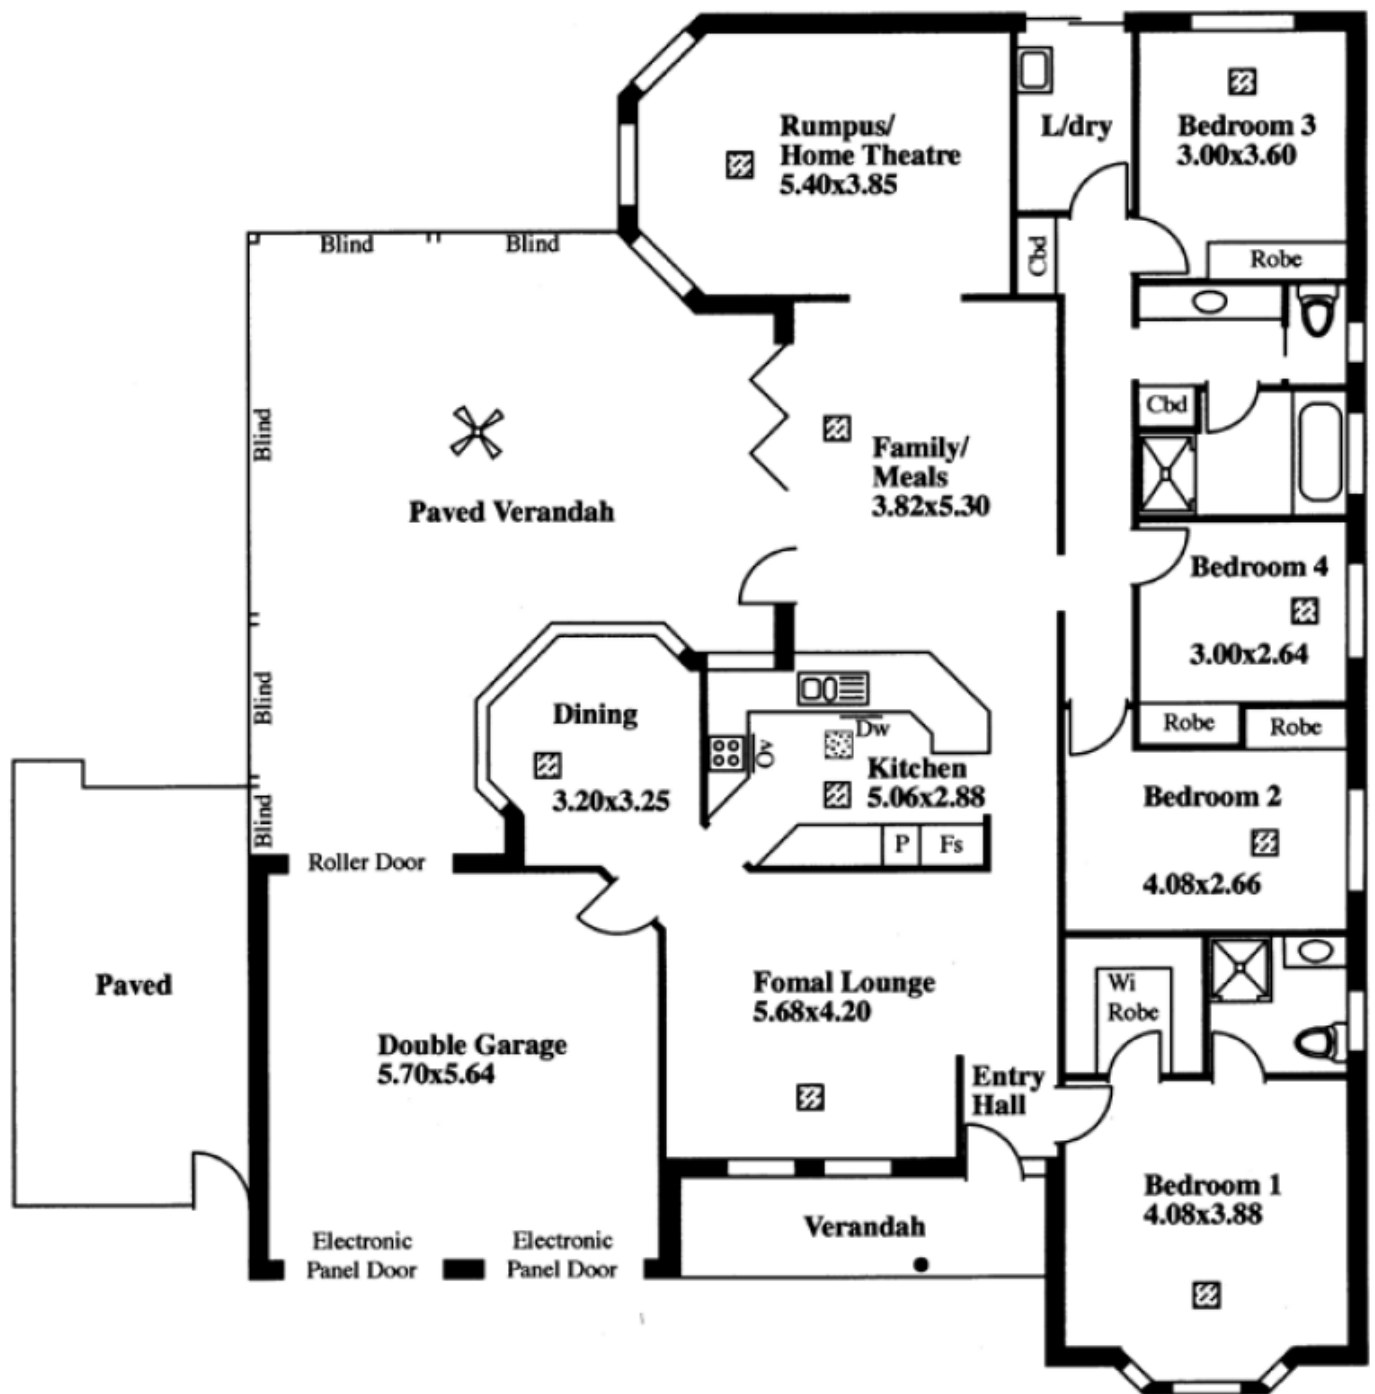 Rumpus/
Home Theatre
5.40x3.85
L/dry
Bedroom 3
3.00x3.60
Blind
Blind
Cbd
Robe
Blind
Cbd
Family/
Meals
3.82x5.30
Paved Verandah
Bedroom 4
3.00x2.64
Blind
Dining
3.20x3.25
Dw
Ov
Kitchen
5.06x2.88
Robe
Robe
Bedroom 2
4.08x2.66
Blind
Roller Door
P
Fs
Paved
Fomal Lounge
5.68x4.20
Wi
Robe
Double Garage
5.70x5.64
Entry
Hall
Bedroom 1
4.08x3.88
Verandah
Electronic
Panel Door
Electronic
Panel Door